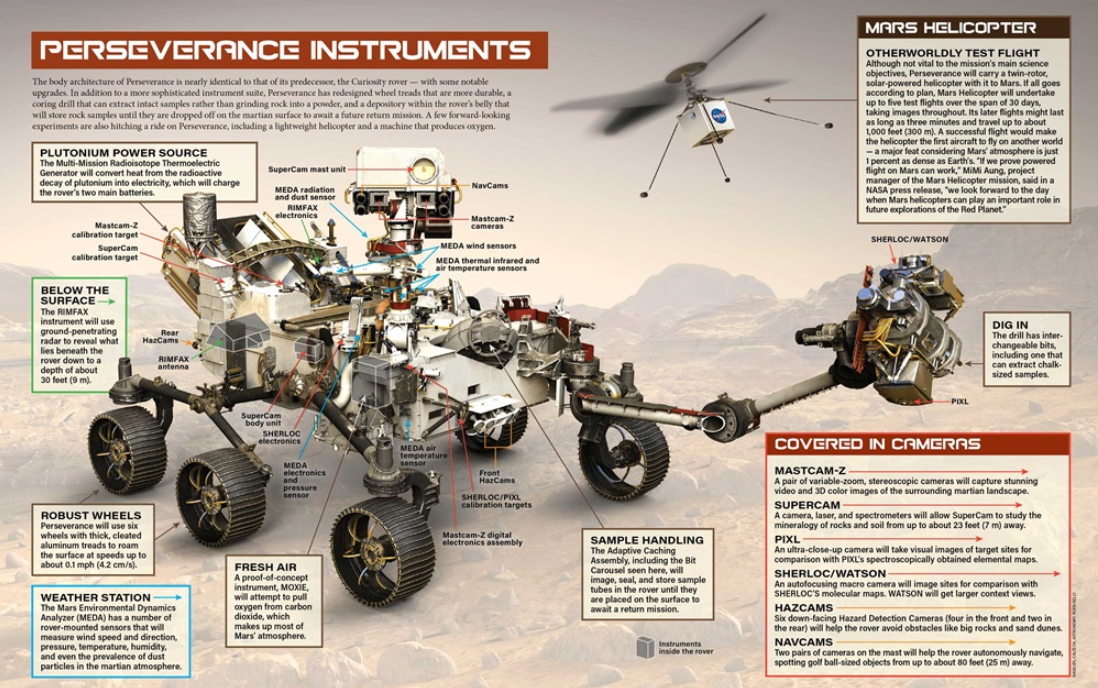 PERSEVERANCE INSTRUMENTS
The body architecture of Perseverance is nearly identical to that of its predecessor, the Curiosity rover — with some notable
upgrades. In addition to a more sophisticated instrument suite, Perseverance has redesigned wheel treads that are more durable, a
coring drill that can extract intact samples rather than grinding rock into a powder, and a depository within the rover's belly that
will store rock samples until they are dropped off on the martian surface to await a future return mission. A few forward-looking
experiments are also hitching a ride on Perseverance, including a lightweight helicopter and a machine that produces oxygen.
PLUTONIUM POWER SOURCE
The Multi-Mission Radioisotope Thermoelectric
Generator will convert heat from the radioactive
decay of plutonium into electricity, which will charge
the rover's two main batteries.
SuperCam mast unit
MEDA radiation
and dust sensor
RIMFAX
electronics
NavCams
Mastcam-Z
cameras
MEDA wind sensors
MEDA thermal infrared and
air temperature sensors
Mastcam-Z
calibration target
SuperCam
calibration target
BELOW THE
SURFACE
The RIMFAX
instrument will use
ground-penetrating
radar to reveal what
lies beneath the
rover down to a
depth of about
30 feet (9 m).
Rear
HazCams
RIMFAX
antenna
SuperCam
body unit
SHERLOC
electronics
MEDA
electronics
and
pressure
sensor
MEDA air
temperature
sensor
Front
HazCams
SHERLOC/PIXL
calibration targets
Mastcam-Z digital
electronics assembly
ROBUST WHEELS
Perseverance will use six
wheels with thick, cleated
aluminum treads to roam
the surface at speeds up to
about 0.1 mph (4.2 cm/s).
WEATHER STATION
The Mars Environmental Dynamics
Analyzer (MEDA) has a number of
rover-mounted sensors that will
measure wind speed and direction,
pressure, temperature, humidity,
and even the prevalence of dust
particles in the martian atmosphere.
FRESH AIR
A proof-of-concept
instrument, MOXIE,
will attempt to pull
oxygen from carbon
dioxide, which
makes up most of
Mars' atmosphere.
SAMPLE HANDLING
The Adaptive Caching
Assembly, including the Bit
Carousel seen here, will
image, seal, and store sample
tubes in the rover until they
are placed on the surface to
await a return mission.
Instruments
inside the rover
NASA
MARS HELICOPTER
OTHERWORLDLY TEST FLIGHT
Although not vital to the mission's main science
objectives, Perseverance will carry a twin-rotor,
solar-powered helicopter with it to Mars. If all goes
according to plan, Mars Helicopter will undertake
up to five test flights over the span of 30 days,
taking images throughout. Its later flights might last
as long as three minutes and travel up to about
1,000 feet (300 m). A successful flight would make
the helicopter the first aircraft to fly on another world
— a major feat considering Mars' atmosphere is just
1 percent as dense as Earth's. "If we prove powered
flight on Mars can work," MiMi Aung, project
manager of the Mars Helicopter mission, said in a
NASA press release, "we look forward to the day
when Mars helicopters can play an important role in
future explorations of the Red Planet."
SHERLOC/WATSON
DIG IN
The drill has inter-
changeable bits,
including one that
can extract chalk-
sized samples.
PIXL
COVERED IN CAMERAS
MASTCAM-Z
A pair of variable-zoom, stereoscopic cameras will capture stunning
video and 3D color images of the surrounding martian landscape.
SUPERCAM
A camera, laser, and spectrometers will allow SuperCam to study the
mineralogy of rocks and soil from up to about 23 feet (7 m) away.
PIXL
An ultra-close-up camera will take visual images of target sites for
comparison with PIXL's spectroscopically obtained elemental maps.
SHERLOC/WATSON
An autofocusing macro camera will image sites for comparison with
SHERLOC'S molecular maps. WATSON will get larger context views.
HAZCAMS
Six down-facing Hazard Detection Cameras (four in the front and two in
the rear) will help the rover avoid obstacles like big rocks and sand dunes.
NAVCAMS
Two pairs of cameras on the mast will help the rover autonomously navigate,
spotting golf ball-sized objects from up to about 80 feet (25 m) away.